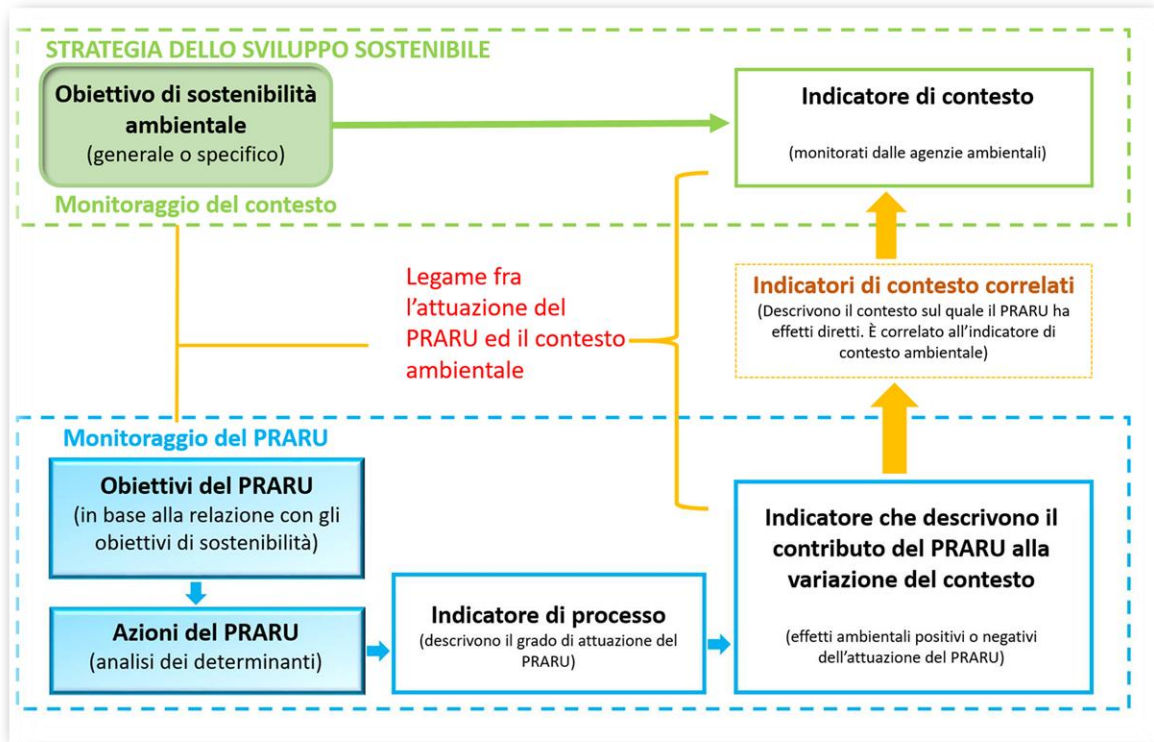 STRATEGIA DELLO SVILUPPO SOSTENIBILE
Obiettivo di sostenibilità
ambientale
(generale o specifico)
Indicatore di contesto
(monitorati dalle agenzie ambientali)
Monitoraggio del contesto
Legame fra
l'attuazione del
PRARU ed il contesto
ambientale
Indicatori di contesto correlati
(Descrivono il contesto sul quale il PRARU ha
effetti diretti. È correlato all'indicatore di
contesto ambientale)
Monitoraggio del PRARU
Obiettivi del PRARU
(in base alla relazione con gli
obiettivi di sostenibilità)
Azioni del PRARU
(analisi dei determinanti)
Indicatore di processo
(descrivono il grado di attuazione del
PRARU)
Indicatore che descrivono il
contributo del PRARU alla
variazione del contesto
(effetti ambientali positivi o negativi
dell'attuazione del PRARU)